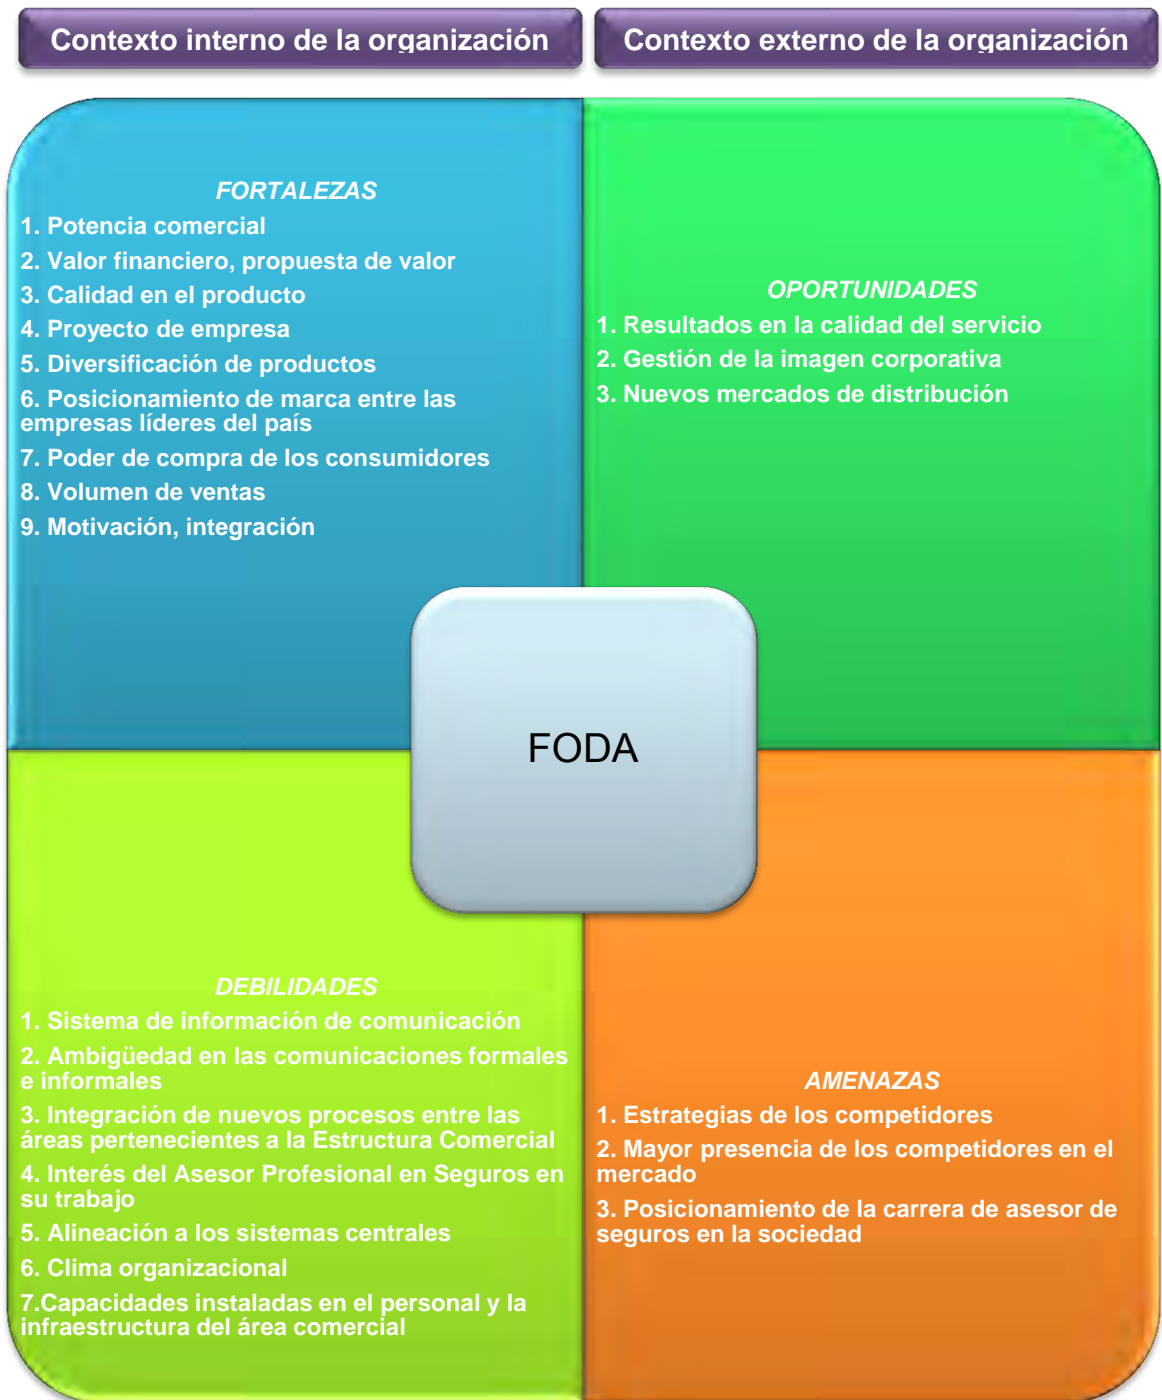 Contexto interno de la organización
Contexto externo de la organización
FORTALEZAS
1. Potencia comercial
2. Valor financiero, propuesta de valor
3. Calidad en el producto
4. Proyecto de empresa
5. Diversificación de productos
6. Posicionamiento de marca entre las
empresas líderes del país
7. Poder de compra de los consumidores
8. Volumen de ventas
9. Motivación, integración
OPORTUNIDADES
1. Resultados en la calidad del servicio
2. Gestión de la imagen corporativa
3. Nuevos mercados de distribución
FODA
DEBILIDADES
1. Sistema de información de comunicación
2. Ambigüedad en las comunicaciones formales
e informales
3. Integración de nuevos procesos entre las
áreas pertenecientes a la Estructura Comercial
4. Interés del Asesor Profesional en Seguros en
su trabajo
5. Alineación a los sistemas centrales
6. Clima organizacional
7.Capacidades instaladas en el personal y la
infraestructura del área comercial
AMENAZAS
1. Estrategias de los competidores
2. Mayor presencia de los competidores en el
mercado
3. Posicionamiento de la carrera de asesor de
seguros en la sociedad